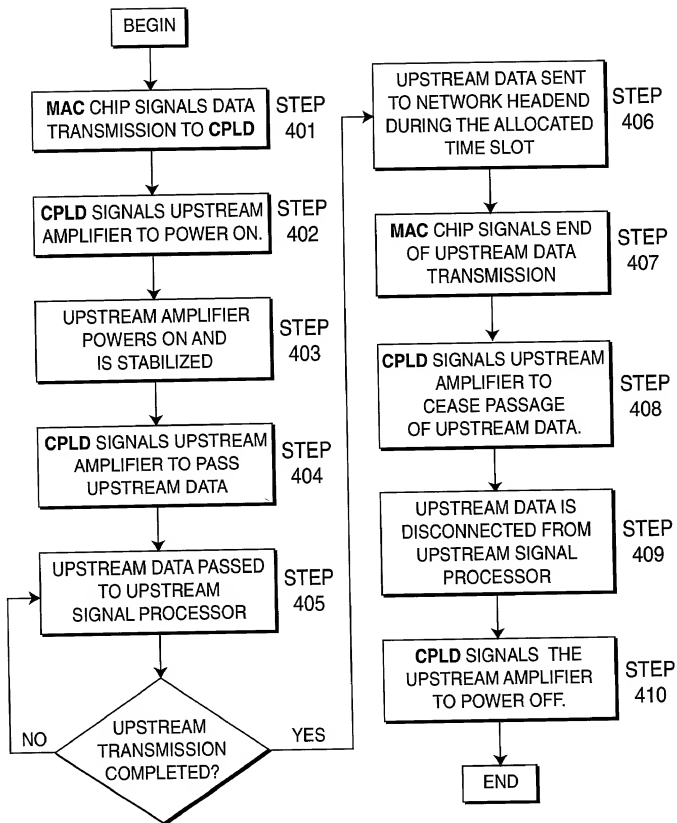 BEGIN
MAC CHIP SIGNALS DATA
TRANSMISSION TO CPLD
STEP
401
CPLD SIGNALS UPSTREAM
AMPLIFIER TO POWER ON.
STEP
402
UPSTREAM AMPLIFIER
POWERS ON AND
IS STABILIZED
STEP
403
CPLD SIGNALS UPSTREAM
AMPLIFIER TO PASS
UPSTREAM DATA
STEP
404
UPSTREAM DATA PASSED
TO UPSTREAM
SIGNAL PROCESSOR
STEP
405
UPSTREAM
TRANSMISSION
COMPLETED?
NO
YES
UPSTREAM DATA SENT
TO NETWORK HEADEND
DURING THE ALLOCATED
TIME SLOT
STEP
406
MAC CHIP SIGNALS END
OF UPSTREAM DATA
TRANSMISSION
STEP
407
CPLD SIGNALS UPSTREAM
AMPLIFIER TO
CEASE PASSAGE
OF UPSTREAM DATA.
STEP
408
UPSTREAM DATA IS
DISCONNECTED FROM
UPSTREAM SIGNAL
PROCESSOR
STEP
409
CPLD SIGNALS THE
UPSTREAM AMPLIFIER
TO POWER OFF.
STEP
410
END